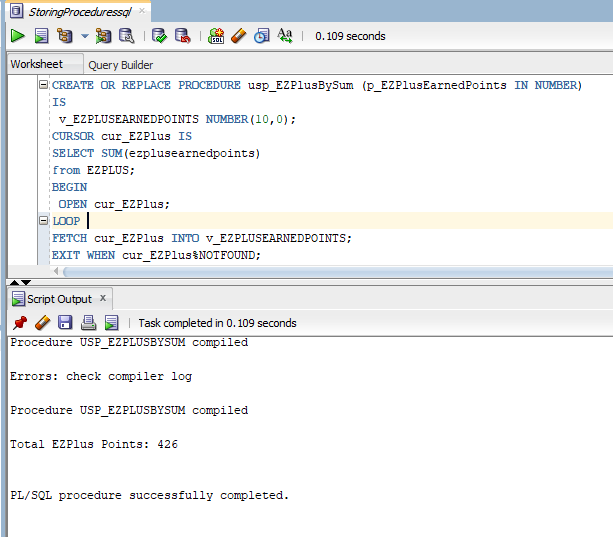 StoringProceduressql
0.109 seconds
Worksheet Query Builder
CREATE OR REPLACE PROCEDURE usp_EZPlusBySum (p_EZPlusEarnedPoints IN NUMBER)
IS
v_EZPLUSEARNEDPOINTS NUMBER(10,0);
CURSOR cur_EZPlus IS
SELECT SUM(ezplusearnedpoints)
from EZPLUS;
BEGIN
OPEN cur_EZPlus;
LOOP
FETCH cur_EZPlus INTO v_EZPLUSEARNEDPOINTS;
EXIT WHEN cur_EZPlus%NOTFOUND;
Script Output x
Task completed in 0.109 seconds
Procedure USP_EZPLUSBYSUM compiled
Errors: check compiler log
Procedure USP_EZPLUSBYSUM compiled
Total EZPlus Points: 426
PL/SQL procedure successfully completed.